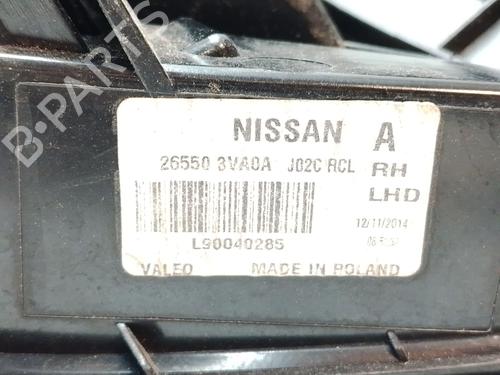 B-PARTS
NISSAN A
26550 3VA0A J02C RCL RH
LHD
12/11/2014
L90040285
VALEO MADE IN POLAND